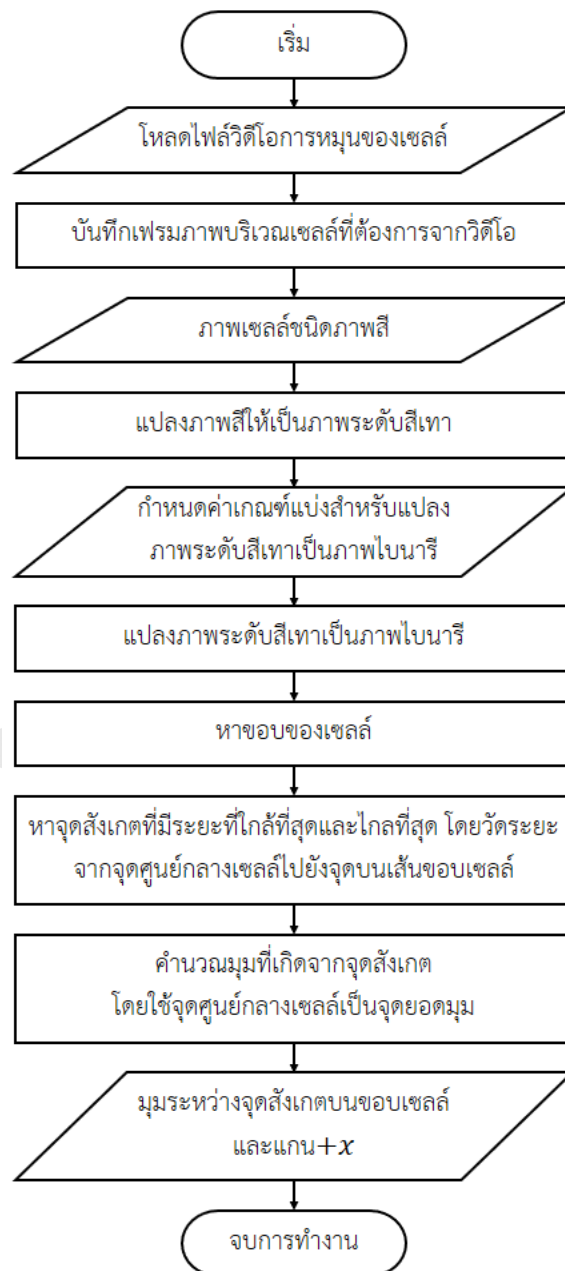 เริ่ม
โหลดไฟล์วิดีโอการหมุนของเซลล์
บันทึกเฟรมภาพบริเวณเซลล์ที่ต้องการจากวิดีโอ
ภาพเซลล์ชนิดภาพสี
แปลงภาพสีให้เป็นภาพระดับสีเทา
กำหนดค่าเกณฑ์แบ่งสำหรับแปลง
ภาพระดับสีเทาเป็นภาพไบนารี
แปลงภาพระดับสีเทาเป็นภาพไบนารี
หาขอบของเซลล์
หาจุดสังเกตที่มีระยะที่ใกล้ที่สุดและไกลที่สุด โดยวัดระยะ
จากจุดศูนย์กลางเซลล์ไปยังจุดบนเส้นขอบเซลล์
คำนวณมุมที่เกิดจากจุดสังเกต
โดยใช้จุดศูนย์กลางเซลล์เป็นจุดยอดมุม
มุมระหว่างจุดสังเกตบนขอบเซลล์
และแกน+x
จบการทำงาน